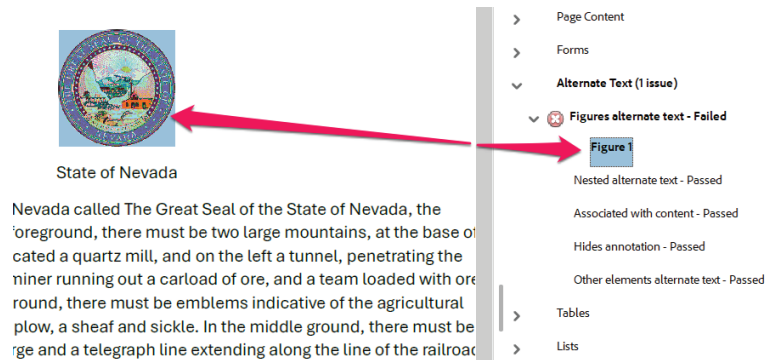 State of Nevada
Nevada called The Great Seal of the State of Nevada, the
foreground, there must be two large mountains, at the base of
cated a quartz mill, and on the left a tunnel, penetrating the
miner running out a carload of ore, and a team loaded with ore
round, there must be emblems indicative of the agricultural
plow, a sheaf and sickle. In the middle ground, there must be
rge and a telegraph line extending along the line of the railroad
Page Content
Forms
Alternate Text (1 issue)
Figures alternate text - Failed
Figure 1
Nested alternate text - Passed
Associated with content - Passed
Hides annotation - Passed
Other elements alternate text - Passed
Tables
Lists